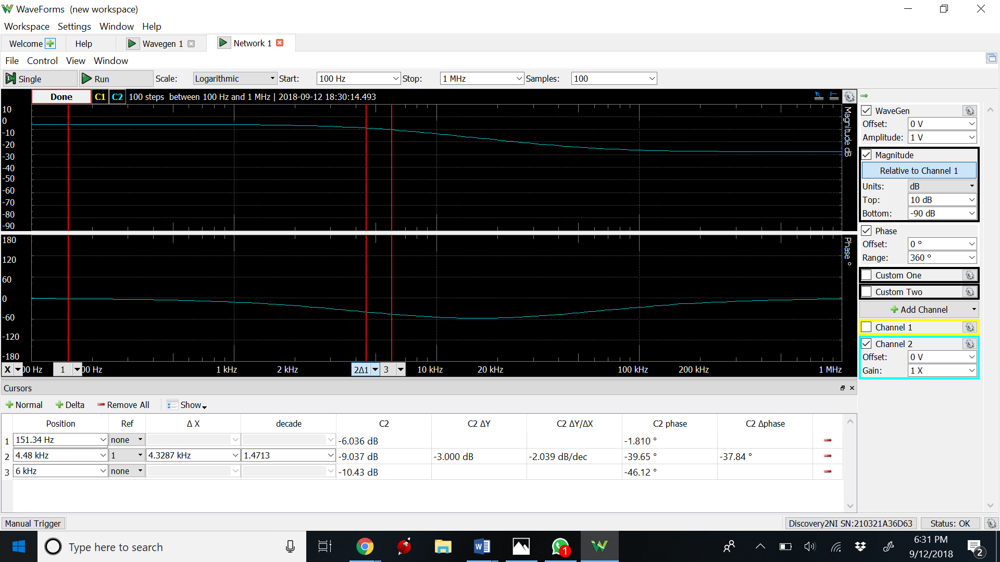 WaveForms (new workspace)
Workspace Settings Window Help
Welcome Help Wavegen 1 Network 1
File Control View Window
Single Run Scale: Logarithmic Start: 100 Hz Stop: 1 MHz Samples: 100
Done C1 C2 100 steps between 100 Hz and 1 MHz | 2018-09-12 18:30:14.493
10
0
-10
-20
-30
-40
-50
-60
-70
-80
-90
Magnitude dB
180
120
60
0
-60
-120
-180
Phase °
X 00 Hz 1 00 Hz 1 kHz 2 kHz 2Δ1 3 10 kHz 20 kHz 100 kHz 200 kHz 1 MHz
WaveGen
Offset: 0 V
Amplitude: 1 V
Magnitude
Relative to Channel 1
Units: dB
Top: 10 dB
Bottom: -90 dB
Phase
Offset: 0 °
Range: 360 °
Custom One
Custom Two
Add Channel
Channel 1
Channel 2
Offset: 0 V
Gain: 1 X
Cursors
Normal Delta Remove All Show
Position Ref Δ X decade C2 C2 ΔY C2 ΔY/ΔX C2 phase C2 Δphase
1 151.34 Hz none -6.036 dB -1.810 °
2 4.48 kHz 1 4.3287 kHz 1.4713 -9.037 dB -3.000 dB -2.039 dB/dec -39.65 ° -37.84 °
3 6 kHz none -10.43 dB -46.12 °
Manual Trigger Discovery2NI SN:210321A36D63 Status: OK
Type here to search 1 6:31 PM
9/12/2018 2